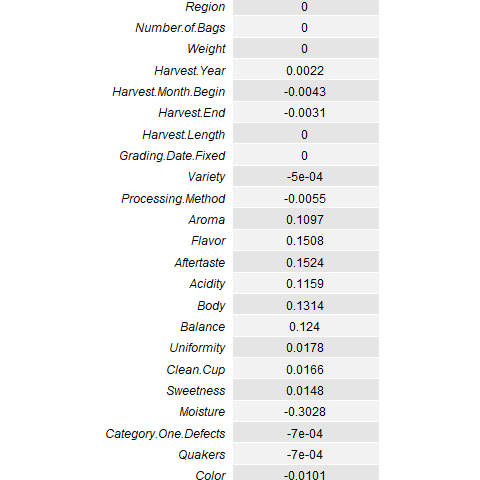 Region 0
Number.of.Bags 0
Weight 0
Harvest.Year 0.0022
Harvest.Month.Begin -0.0043
Harvest.End -0.0031
Harvest.Length 0
Grading.Date.Fixed 0
Variety -5e-04
Processing.Method -0.0055
Aroma 0.1097
Flavor 0.1508
Aftertaste 0.1524
Acidity 0.1159
Body 0.1314
Balance 0.124
Uniformity 0.0178
Clean.Cup 0.0166
Sweetness 0.0148
Moisture -0.3028
Category.One.Defects -7e-04
Quakers -7e-04
Color -0.0101